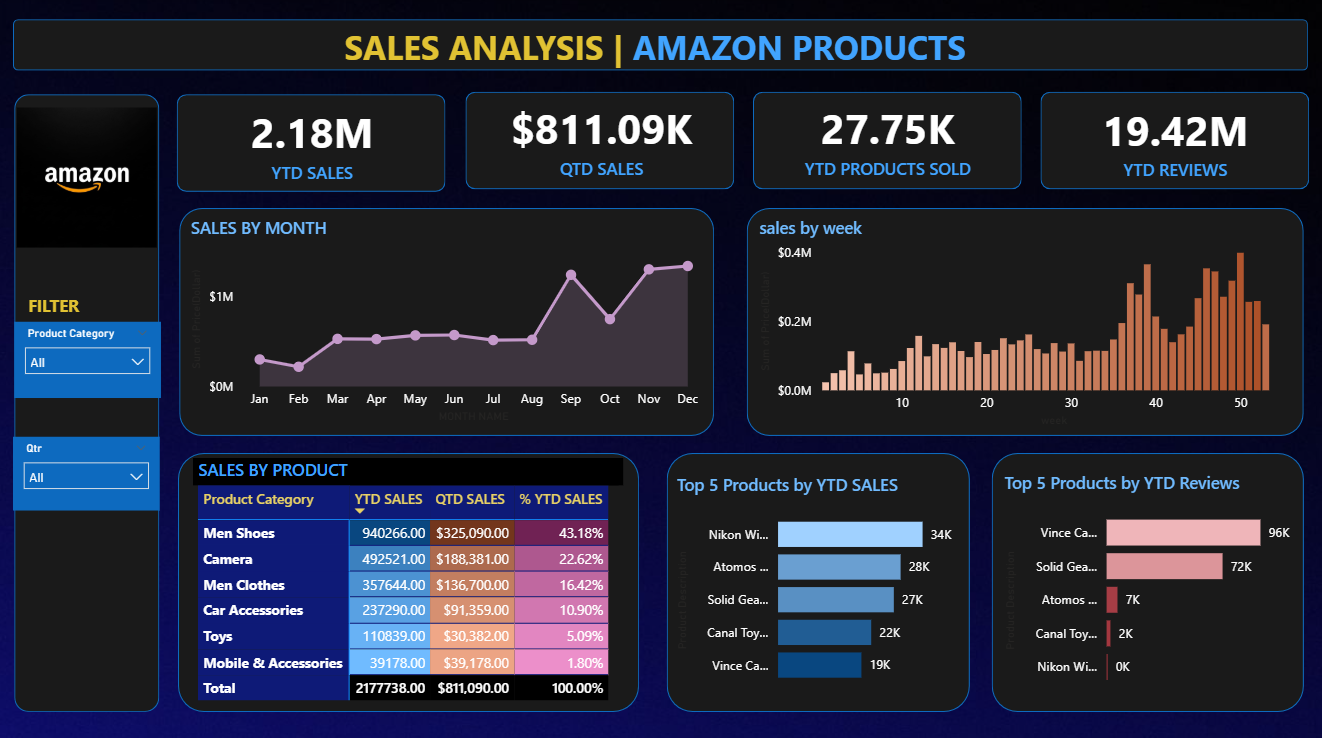 SALES ANALYSIS | AMAZON PRODUCTS
amazon
2.18M
YTD SALES
$811.09K
QTD SALES
27.75K
YTD PRODUCTS SOLD
19.42M
YTD REVIEWS
FILTER
Product Category
All
Qtr
All
SALES BY MONTH
Sum of Price(Dollar)
$1M
$0M
Jan Feb Mar Apr May Jun Jul Aug Sep Oct Nov Dec
MONTH NAME
sales by week
Sum of Price(Dollar)
$0.4M
$0.2M
$0.0M
10 20 30 40 50
week
SALES BY PRODUCT
Product Category YTD SALES QTD SALES % YTD SALES
Men Shoes 940266.00 $325,090.00 43.18%
Camera 492521.00 $188,381.00 22.62%
Men Clothes 357644.00 $136,700.00 16.42%
Car Accessories 237290.00 $91,359.00 10.90%
Toys 110839.00 $30,382.00 5.09%
Mobile & Accessories 39178.00 $39,178.00 1.80%
Total 2177738.00 $811,090.00 100.00%
Top 5 Products by YTD SALES
Product Description
Nikon Wi... 34K
Atomos ... 28K
Solid Gea... 27K
Canal Toy... 22K
Vince Ca... 19K
Top 5 Products by YTD Reviews
Product Description
Vince Ca... 96K
Solid Gea... 72K
Atomos ... 7K
Canal Toy... 2K
Nikon Wi... 0K